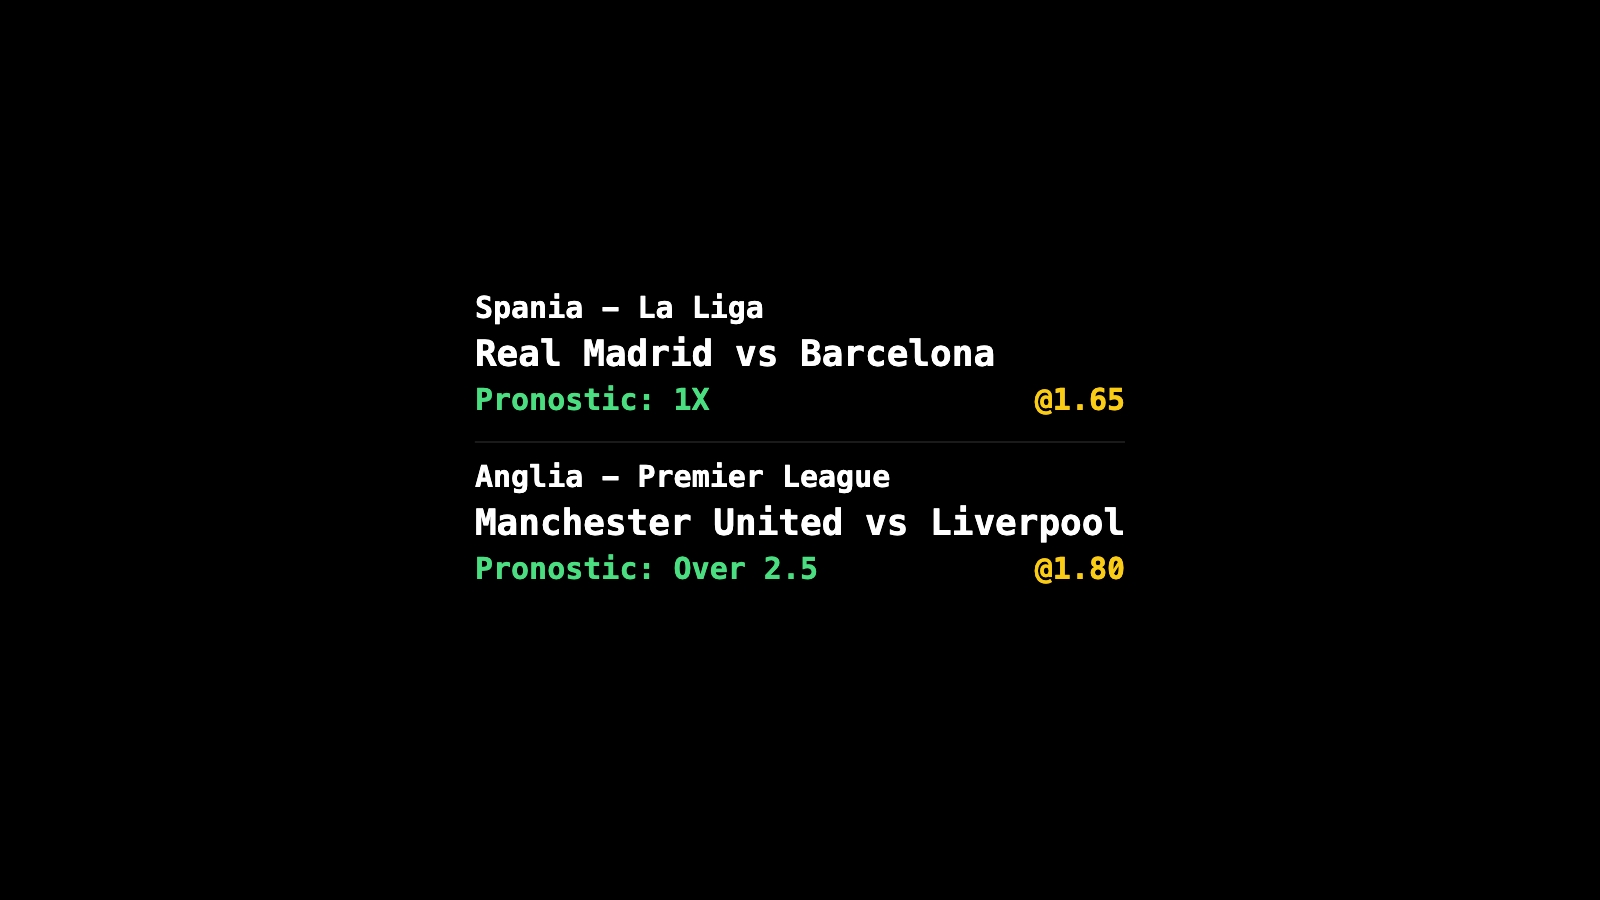 Spania – La Liga
Real Madrid vs Barcelona
Pronostic: 1X @1.65
Anglia – Premier League
Manchester United vs Liverpool
Pronostic: Over 2.5 @1.80